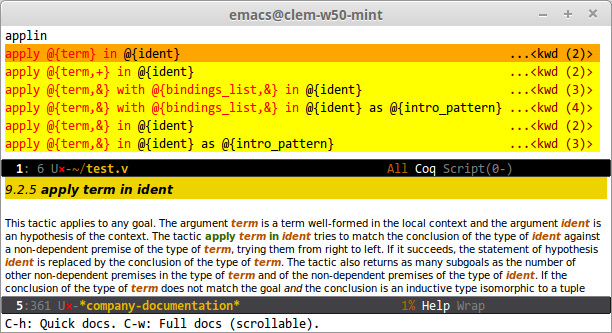 emacs@clem-w50-mint
applin
apply @{term} in @{ident} ...<kwd (2)>
apply @{term,+} in @{ident} ...<kwd (2)>
apply @{term,&} with @{bindings_list,&} in @{ident} ...<kwd (3)>
apply @{term,&} with @{bindings_list,&} in @{ident} as @{intro_pattern} ...<kwd (4)>
apply @{term,&} in @{ident} ...<kwd (2)>
apply @{term,&} in @{ident} as @{intro_pattern} ...<kwd (3)>
1: 6 U×-~/test.v All Coq Script(0-)
9.2.5 apply term in ident
This tactic applies to any goal. The argument term is a term well-formed in the local context and the argument ident is
an hypothesis of the context. The tactic apply term in ident tries to match the conclusion of the type of ident against
a non-dependent premise of the type of term, trying them from right to left. If it succeeds, the statement of hypothesis
ident is replaced by the conclusion of the type of term. The tactic also returns as many subgoals as the number of
other non-dependent premises in the type of term and of the non-dependent premises of the type of ident. If the
conclusion of the type of term does not match the goal and the conclusion is an inductive type isomorphic to a tuple
5:361 U×-*company-documentation* 1% Help Wrap
C-h: Quick docs. C-w: Full docs (scrollable).